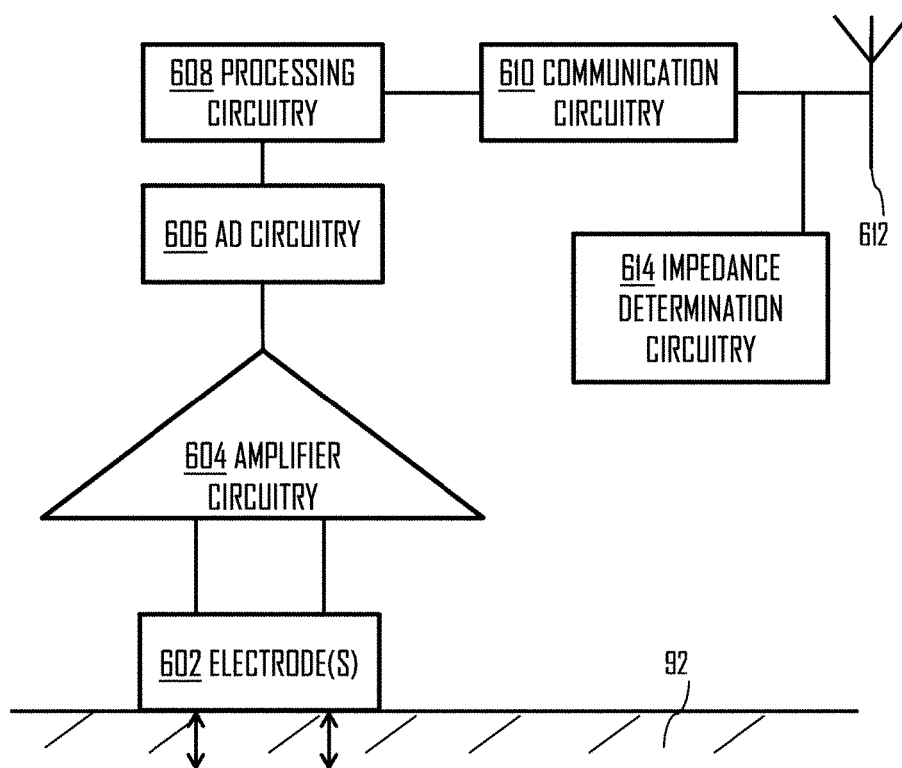 608 PROCESSING
CIRCUITRY
610 COMMUNICATION
CIRCUITRY
606 AD CIRCUITRY
612
614 IMPEDANCE
DETERMINATION
CIRCUITRY
604 AMPLIFIER
CIRCUITRY
602 ELECTRODE(S)
92